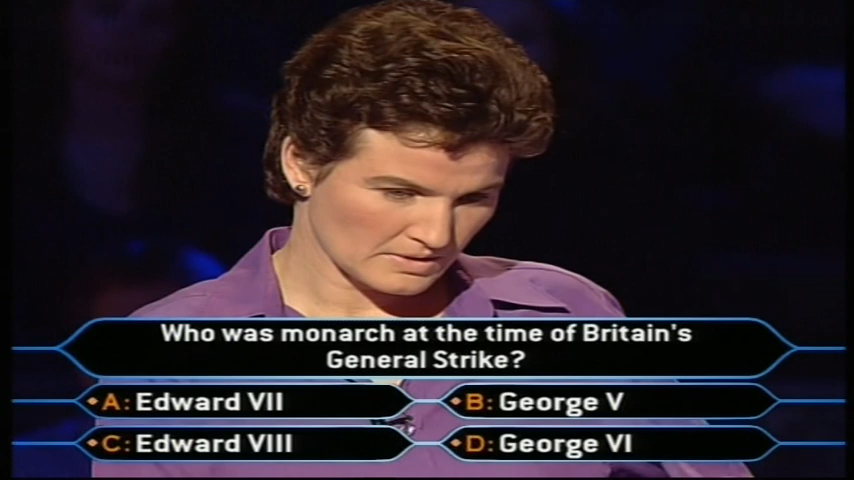 Who was monarch at the time of Britain's
General Strike?
A: Edward VII
B: George V
C: Edward VIII
D: George VI